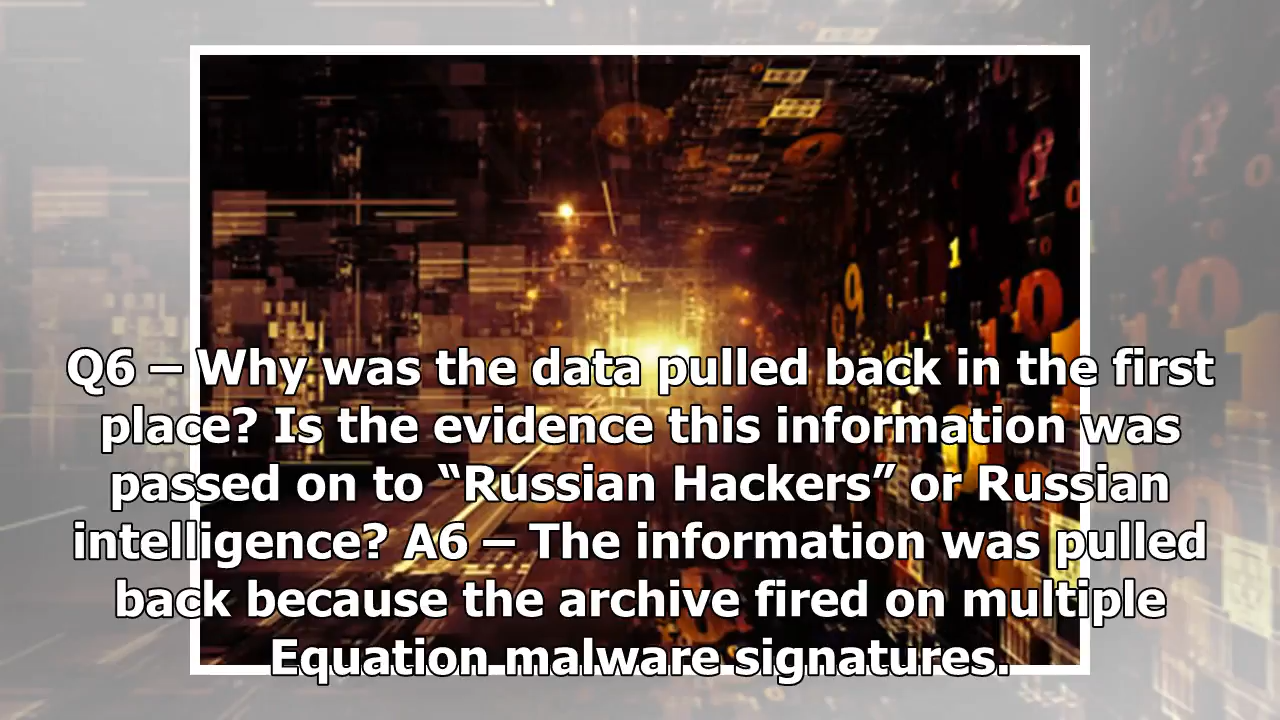 Q6 – Why was the data pulled back in the first
place? Is the evidence this information was
passed on to “Russian Hackers” or Russian
intelligence? A6 – The information was pulled
back because the archive fired on multiple
Equation malware signatures.